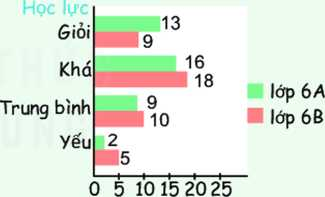 Học lực
Giỏi
13
9
Khá
16
18
Trung bình
9
10
Yếu
2
5
lớp 6A
lớp 6B
0 5 10 15 20 25